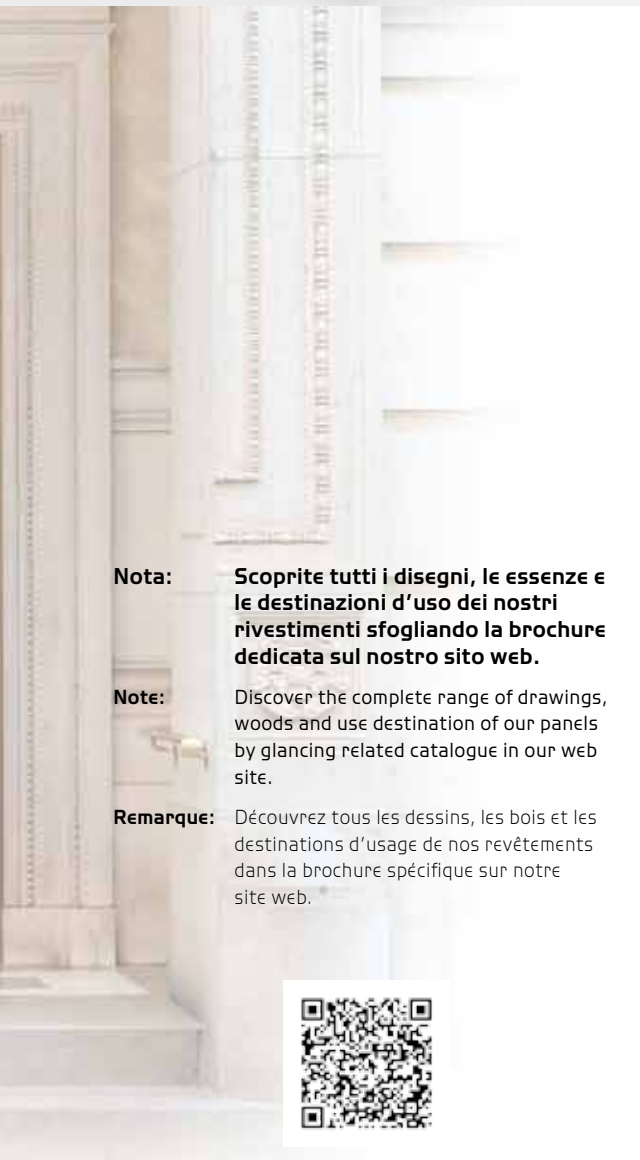 Nota: Scoprite tutti i disegni, le essenze e
le destinazioni d'uso dei nostri
rivestimenti sfogliando la brochure
dedicata sul nostro sito web.
Note: Discover the complete range of drawings,
woods and use destination of our panels
by glancing related catalogue in our web
site.
Remarque: Découvrez tous les dessins, les bois et les
destinations d'usage de nos revêtements
dans la brochure spécifique sur notre
site web.